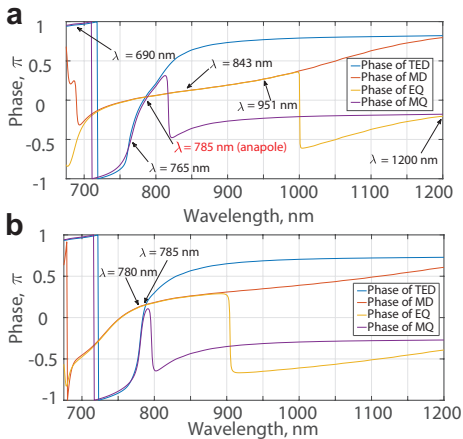 a
1
0.5
0
-0.5
-1
Phase, π
λ = 690 nm
λ = 843 nm
λ = 951 nm
λ = 785 nm (anapole)
λ = 765 nm
λ = 1200 nm
Phase of TED
Phase of MD
Phase of EQ
Phase of MQ
700 800 900 1000 1100 1200
Wavelength, nm
b
1
0.5
0
-0.5
-1
Phase, π
λ = 785 nm
λ = 780 nm
Phase of TED
Phase of MD
Phase of EQ
Phase of MQ
700 800 900 1000 1100 1200
Wavelength, nm